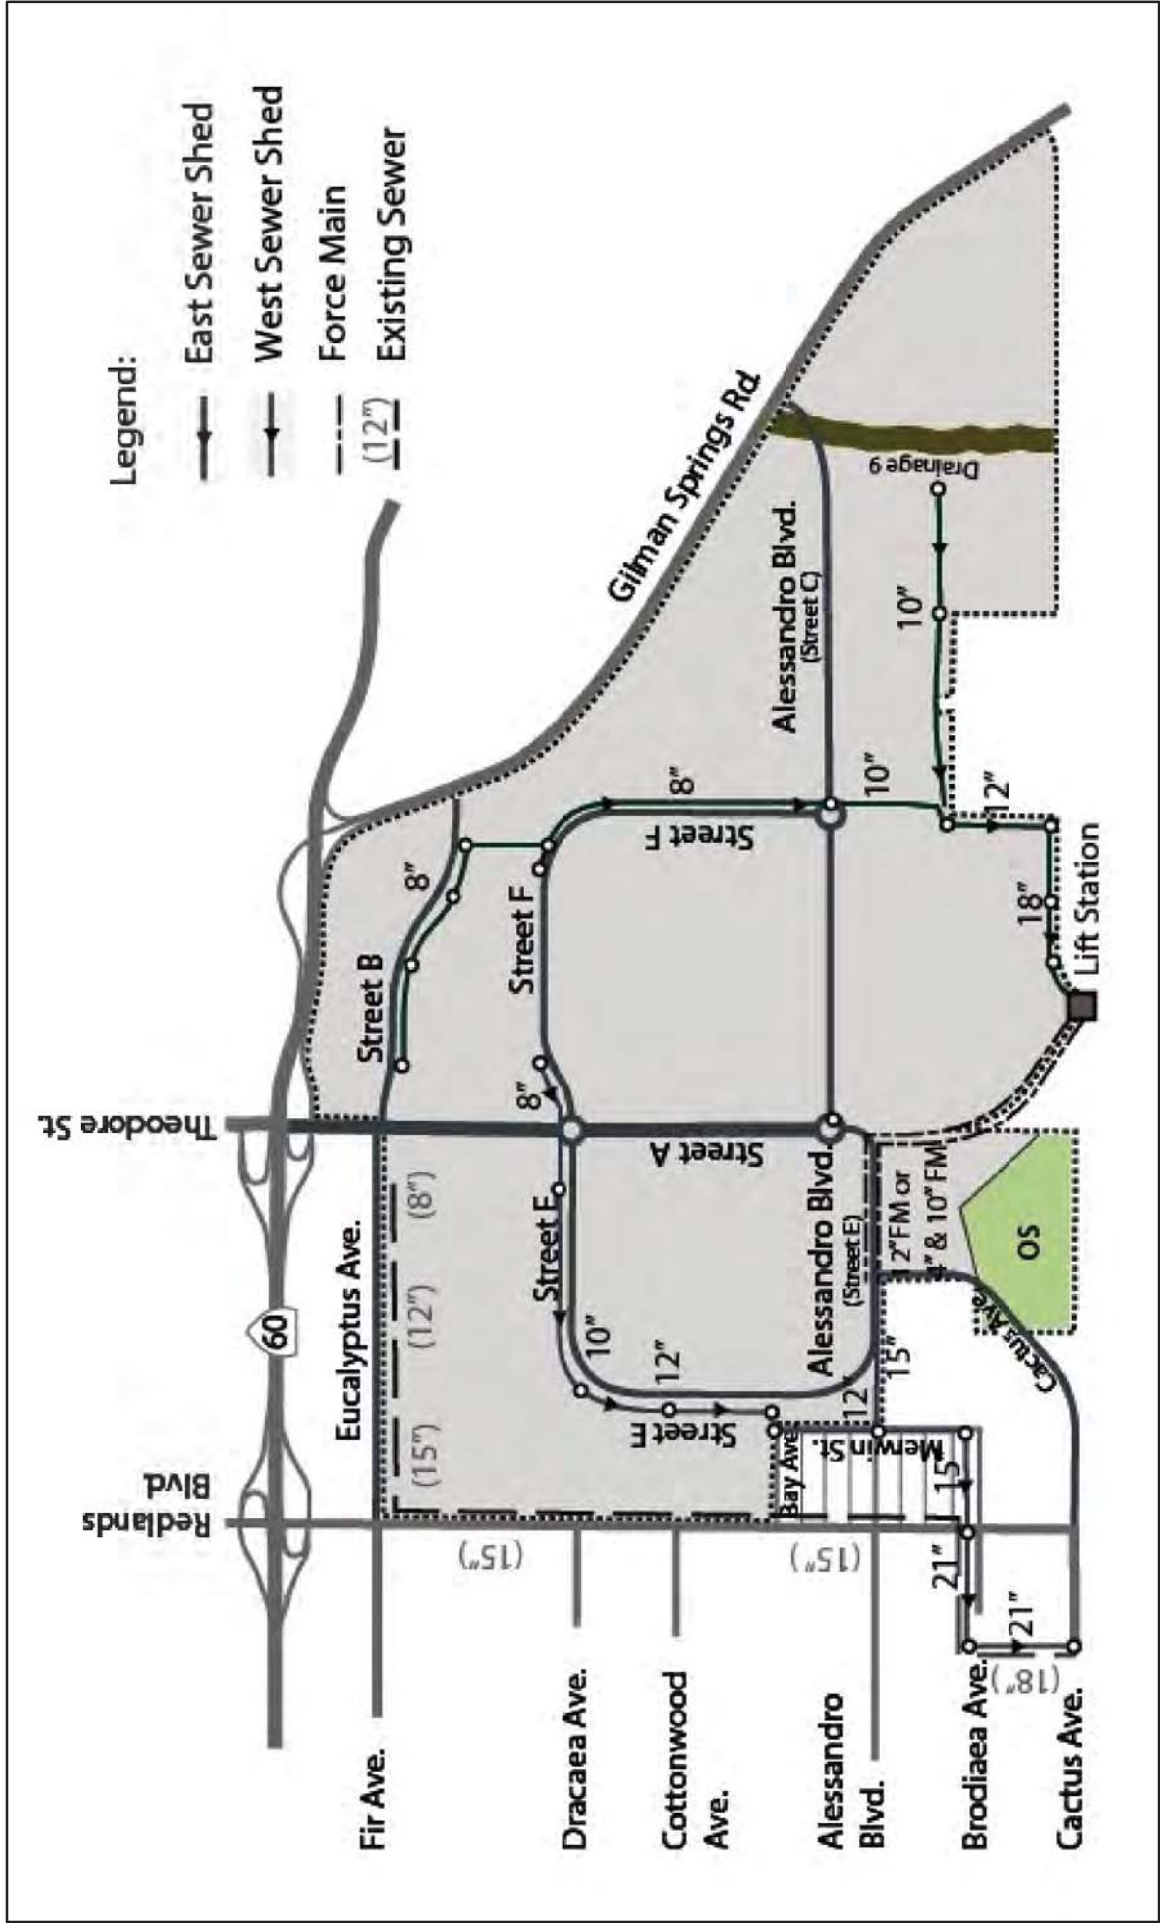 Legend:
East Sewer Shed
West Sewer Shed
Force Main
(12")
Existing Sewer
Theodore St.
Redlands
Blvd.
60
Eucalyptus Ave.
Street B
8"
(15")
(12")
(8")
Gilman Springs Rd.
Street F
8"
Street F
8"
Street E
10"
12"
Street E
Street A
(15")
(15")
Alessandro Blvd.
(Street C)
Alessandro Blvd.
(Street E)
10"
10"
Drainage 9
12"
18"
Lift Station
12"FM or
4" & 10" FM
OS
Cactus Ave.
12"
15"
Bay Ave
Merwin St.
15"
21"
21"
(18")
Fir Ave.
Dracaea Ave.
Cottonwood
Ave.
Alessandro
Blvd.
Brodiaea Ave.
Cactus Ave.